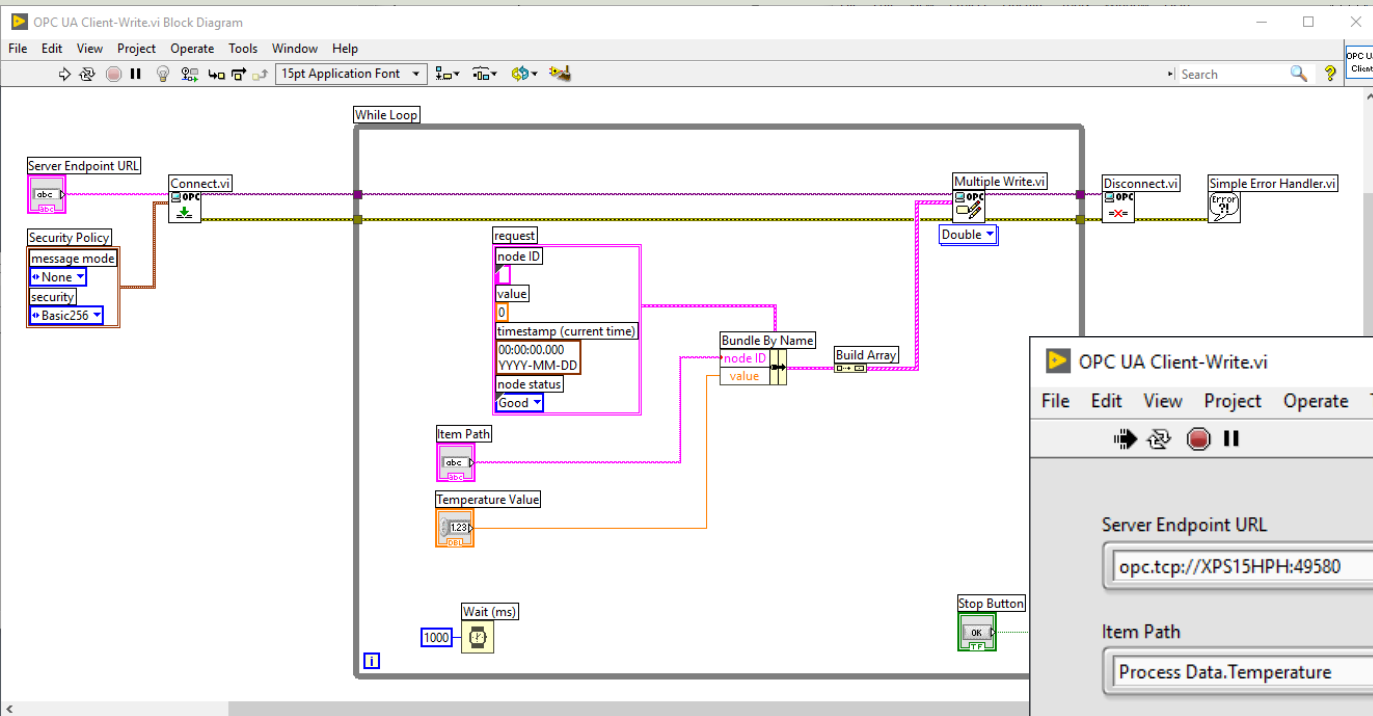 OPC UA Client-Write.vi Block Diagram
File Edit View Project Operate Tools Window Help
15pt Application Font
Search
OPC U
Client
While Loop
Server Endpoint URL
abc
abc
Connect.vi
OPC
Security Policy
message mode
None
security
Basic256
request
node ID
value
0
timestamp (current time)
00:00:00.000
YYYY-MM-DD
node status
Good
Item Path
abc
abc
Temperature Value
1.23
DBL
Bundle By Name
node ID
value
Build Array
Multiple Write.vi
OPC
Double
Disconnect.vi
OPC
Simple Error Handler.vi
Error
?!
Wait (ms)
1000
Stop Button
OK
TF
i
OPC UA Client-Write.vi
File Edit View Project Operate
Server Endpoint URL
opc.tcp://XPS15HPH:49580
Item Path
Process Data.Temperature